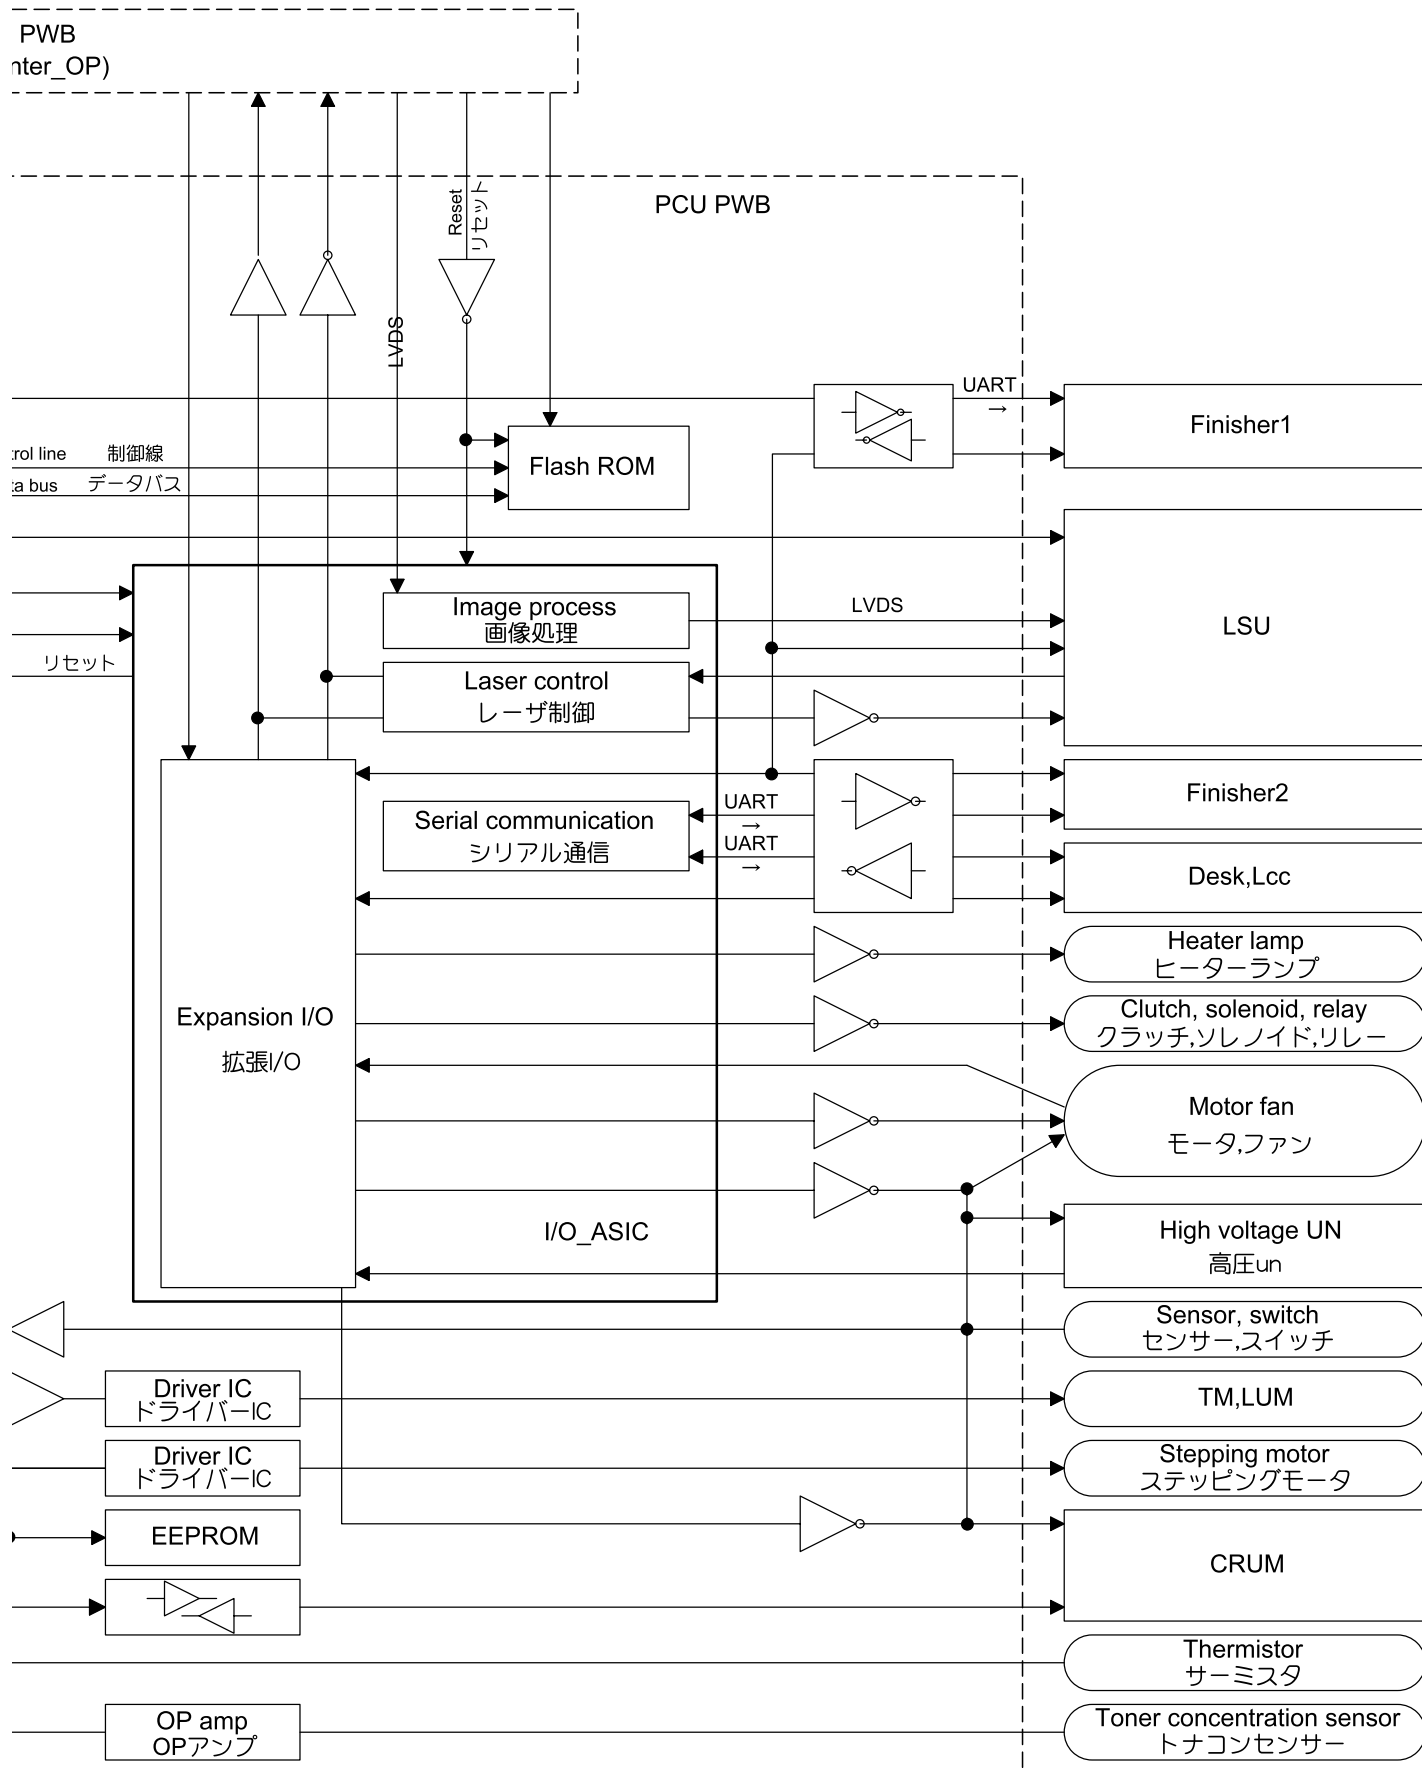 PWB
nter_OP)
PCU PWB
Reset
リセット
LVDS
UART
→
Finisher1
trol line 制御線
ta bus データバス
Flash ROM
Image process
画像処理
LVDS
LSU
リセット
Laser control
レーザ制御
Finisher2
UART
→
Serial communication
シリアル通信
UART
→
Desk,Lcc
Heater lamp
ヒーターランプ
Expansion I/O
拡張I/O
Clutch, solenoid, relay
クラッチ,ソレノイド,リレー
Motor fan
モータ,ファン
I/O_ASIC
High voltage UN
高圧un
Sensor, switch
センサー,スイッチ
Driver IC
ドライバーIC
TM,LUM
Driver IC
ドライバーIC
Stepping motor
ステッピングモータ
EEPROM
CRUM
Thermistor
サーミスタ
OP amp
OPアンプ
Toner concentration sensor
トナコンセンサー